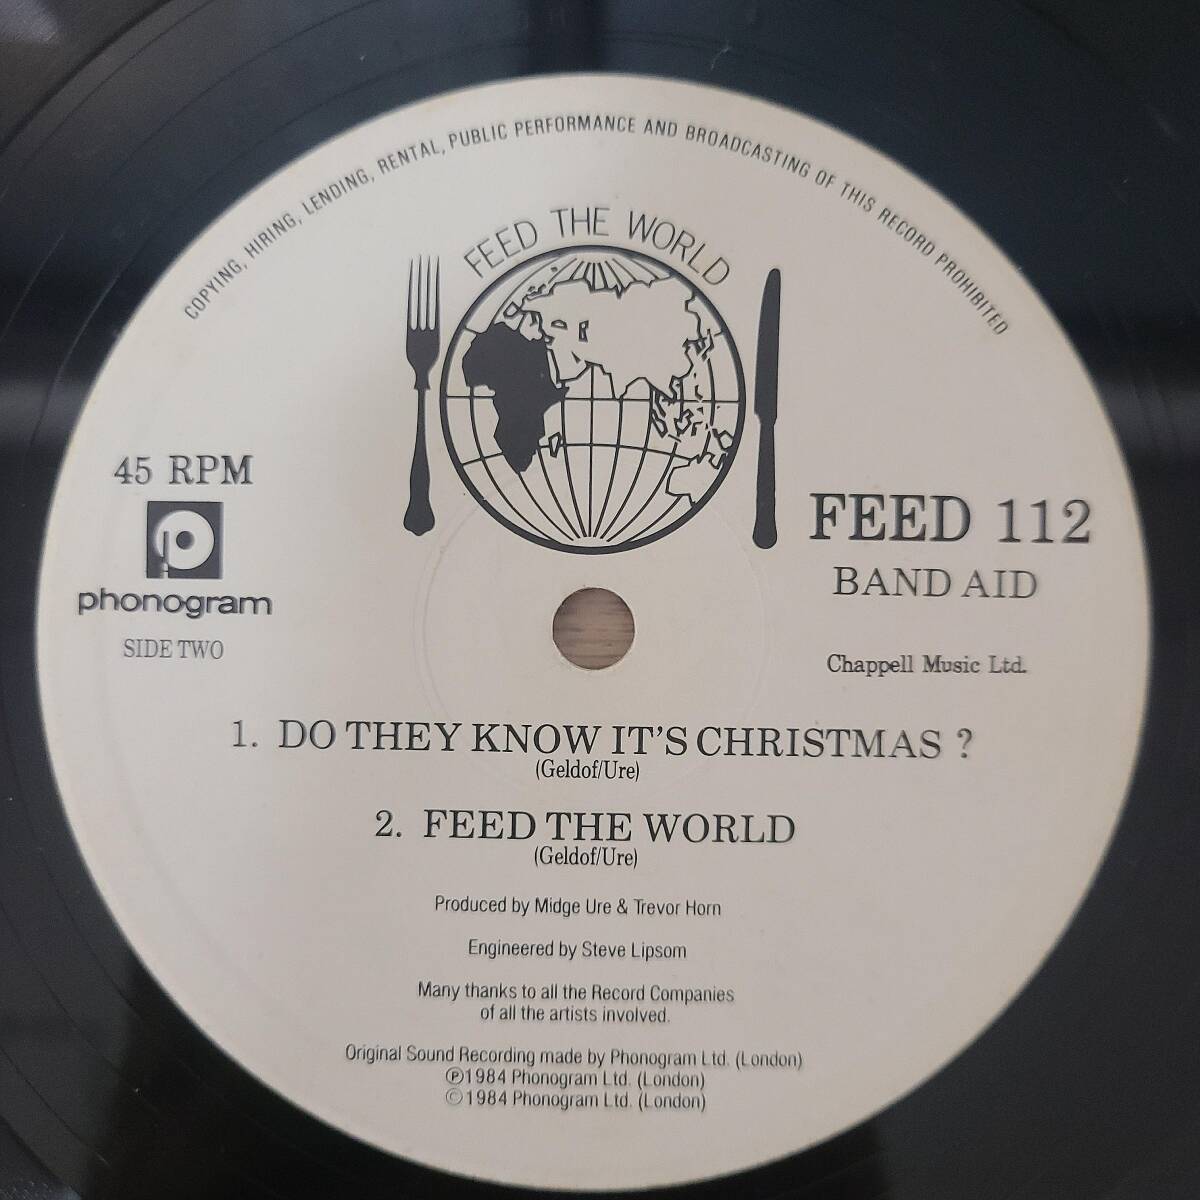 COPYING, HIRING, LENDING, RENTAL, PUBLIC PERFORMANCE AND BROADCASTING OF THIS RECORD PROHIBITED
FEED THE WORLD
45 RPM
phonogram
SIDE TWO
FEED 112
BAND AID
Chappell Music Ltd.
1. DO THEY KNOW IT'S CHRISTMAS ?
(Geldof/Ure)
2. FEED THE WORLD
(Geldof/Ure)
Produced by Midge Ure & Trevor Horn
Engineered by Steve Lipsom
Many thanks to all the Record Companies
of all the artists involved.
Original Sound Recording made by Phonogram Ltd. (London)
℗1984 Phonogram Ltd. (London)
©1984 Phonogram Ltd. (London)